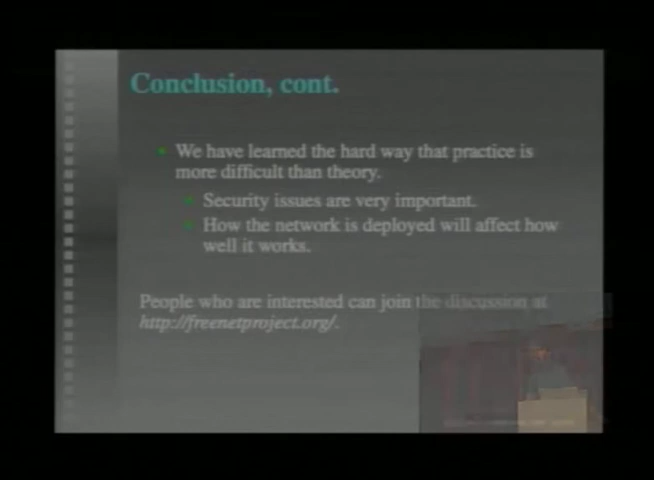 Conclusion, cont.
We have learned the hard way that practice is
more difficult than theory.
Security issues are very important.
How the network is deployed will affect how
well it works.
People who are interested can join the discussion at
http://freenetproject.org/.